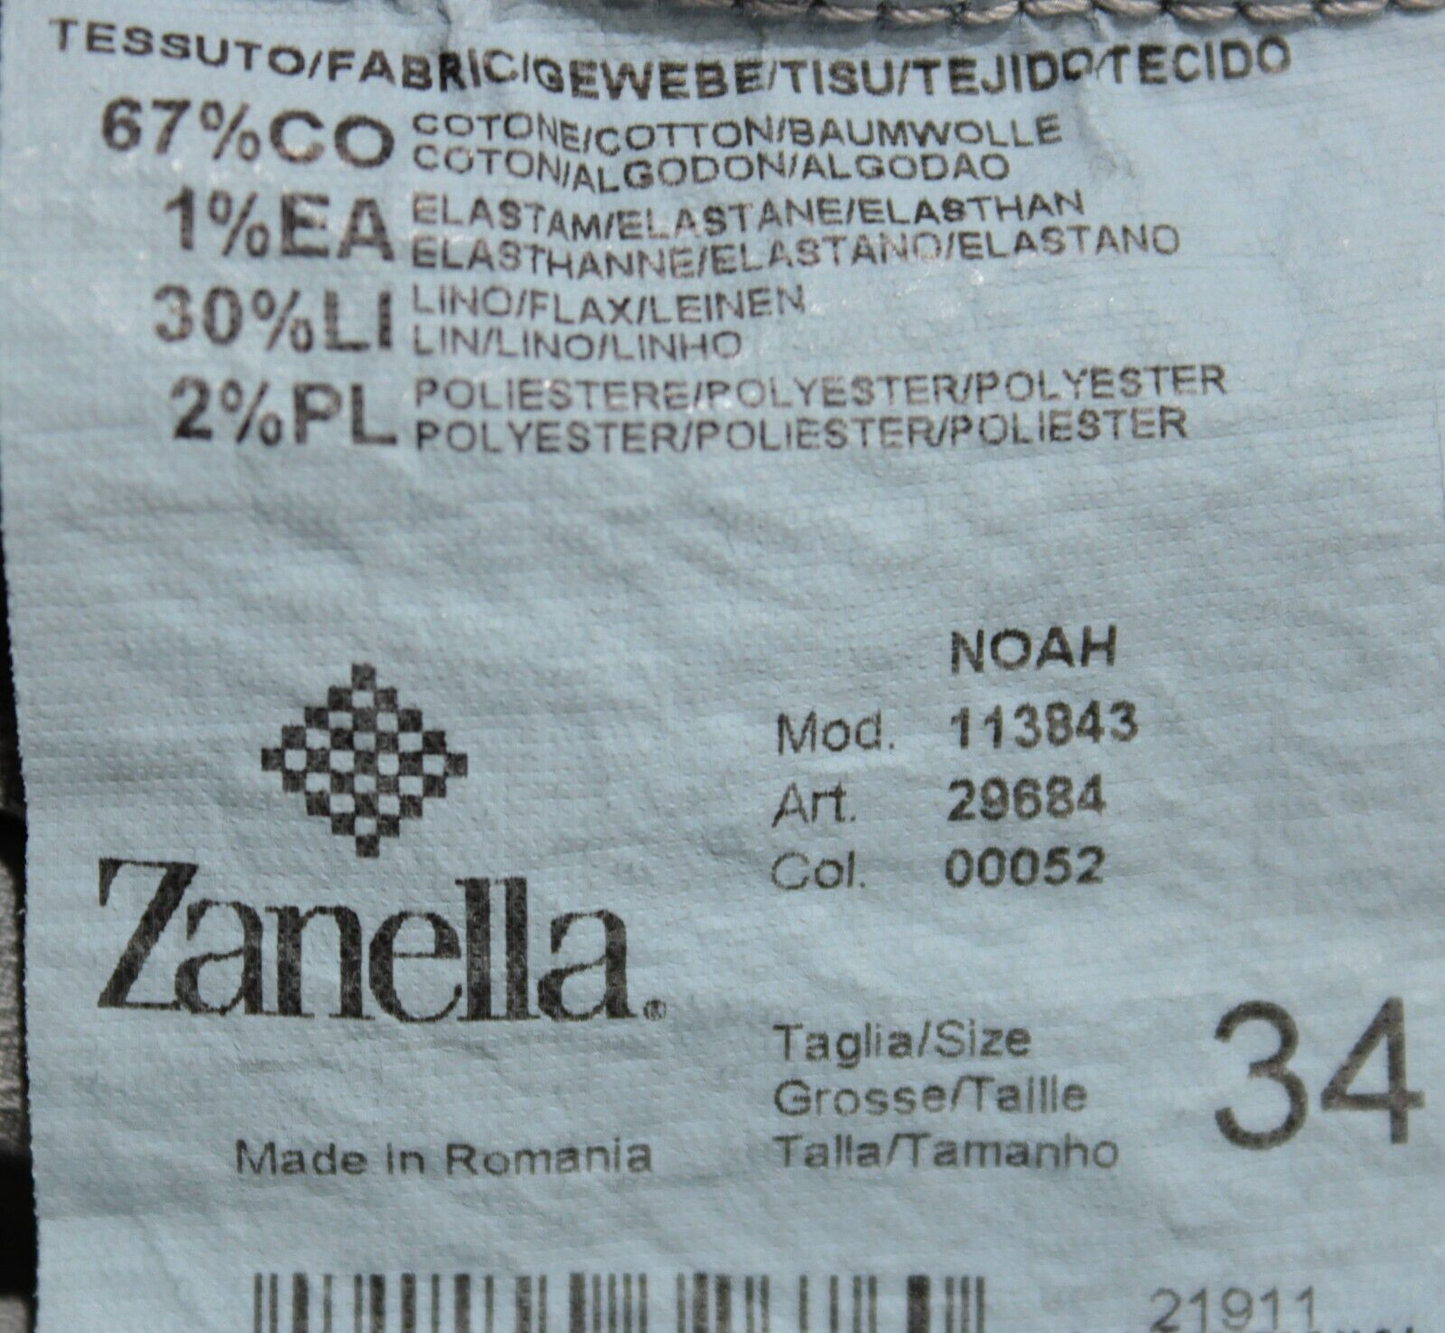 TESSUTO/FABRIC/GEWEBE/TISU/TEJIDO/TECIDO
67%CO COTONE/COTTON/BAUMWOLLE
COTON/ALGODON/ALGODAO
1%EA ELASTAM/ELASTANE/ELASTHAN
ELASTHANNE/ELASTANO/ELASTANO
30%LI LINO/FLAX/LEINEN
LIN/LINO/LINHO
2%PL POLIESTERE/POLYESTER/POLYESTER
POLYESTER/POLIESTER/POLIESTER
NOAH
Mod. 113843
Art. 29684
Col. 00052
Zanella®
Taglia/Size
Grosse/Taille
Talla/Tamanho
34
Made in Romania
21911